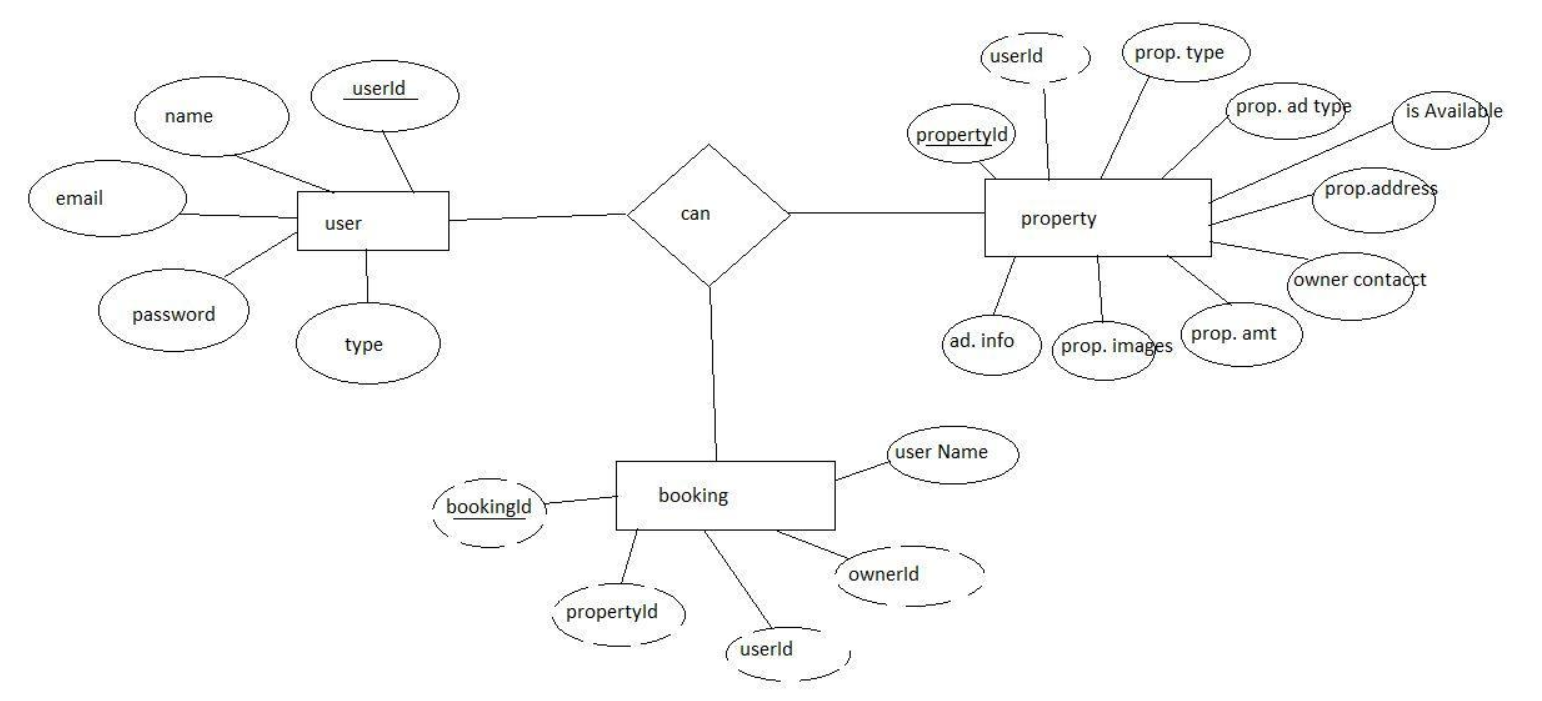 userId
prop. type
userId
name
prop. ad type
is Available
propertyId
email
prop.address
user
can
property
owner contacct
password
type
ad. info
prop. images
prop. amt
user Name
booking
bookingId
ownerId
propertyId
userId